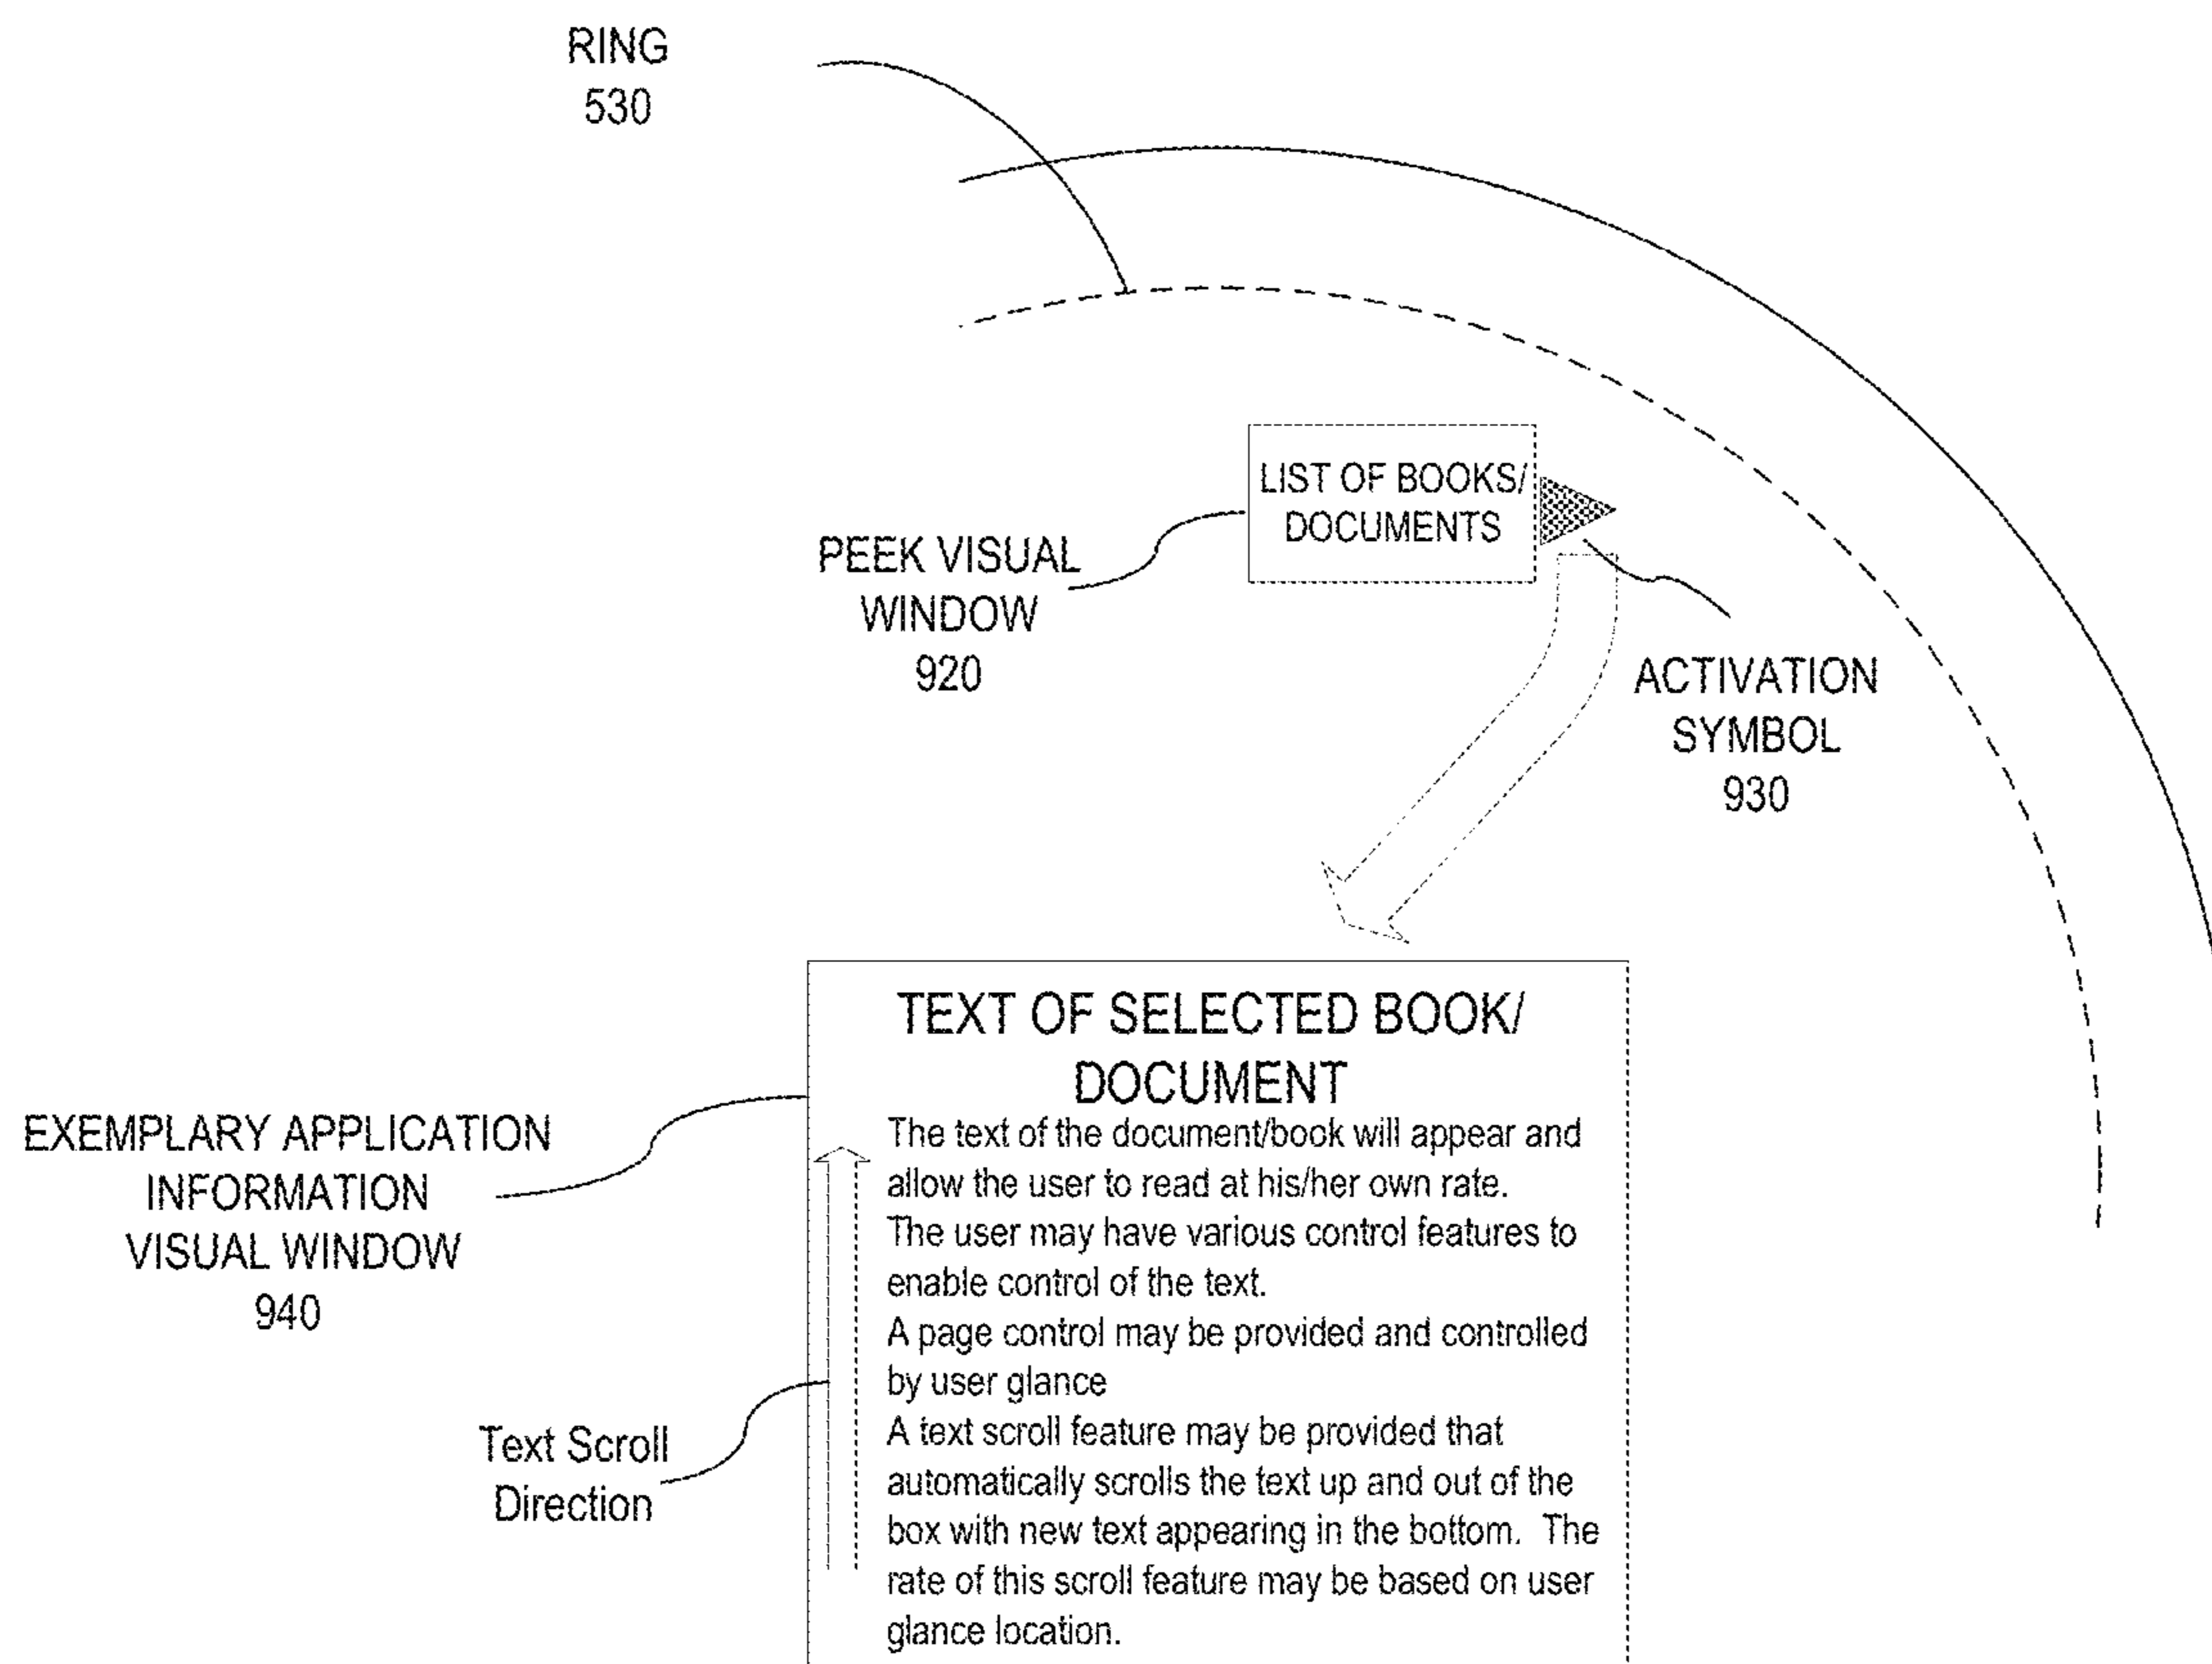 RING
530
LIST OF BOOKS/
DOCUMENTS
PEEK VISUAL
WINDOW
920
ACTIVATION
SYMBOL
930
TEXT OF SELECTED BOOK/
DOCUMENT
The text of the document/book will appear and
allow the user to read at his/her own rate.
The user may have various control features to
enable control of the text.
A page control may be provided and controlled
by user glance
A text scroll feature may be provided that
automatically scrolls the text up and out of the
box with new text appearing in the bottom.  The
rate of this scroll feature may be based on user
glance location.
EXEMPLARY APPLICATION
INFORMATION
VISUAL WINDOW
940
Text Scroll
Direction